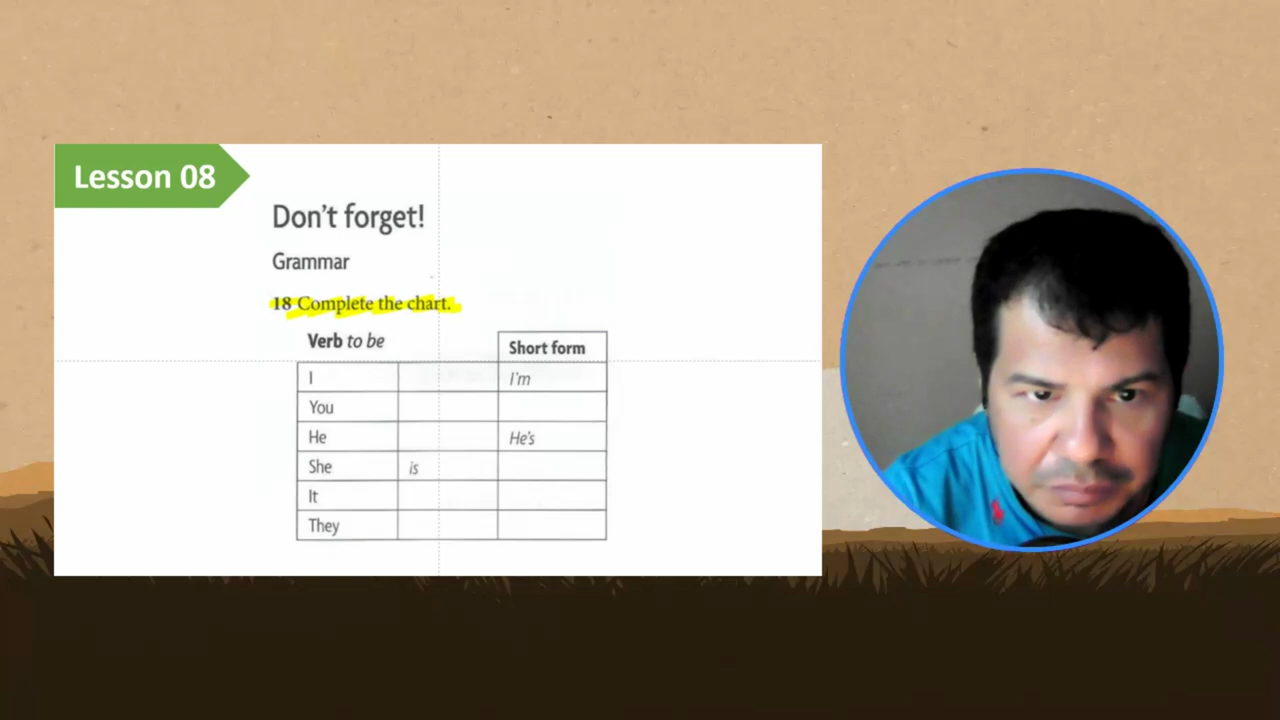 Lesson 08
Don't forget!
Grammar
18 Complete the chart.
Verb to be
Short form
I I'm
You
He He's
She is
It
They